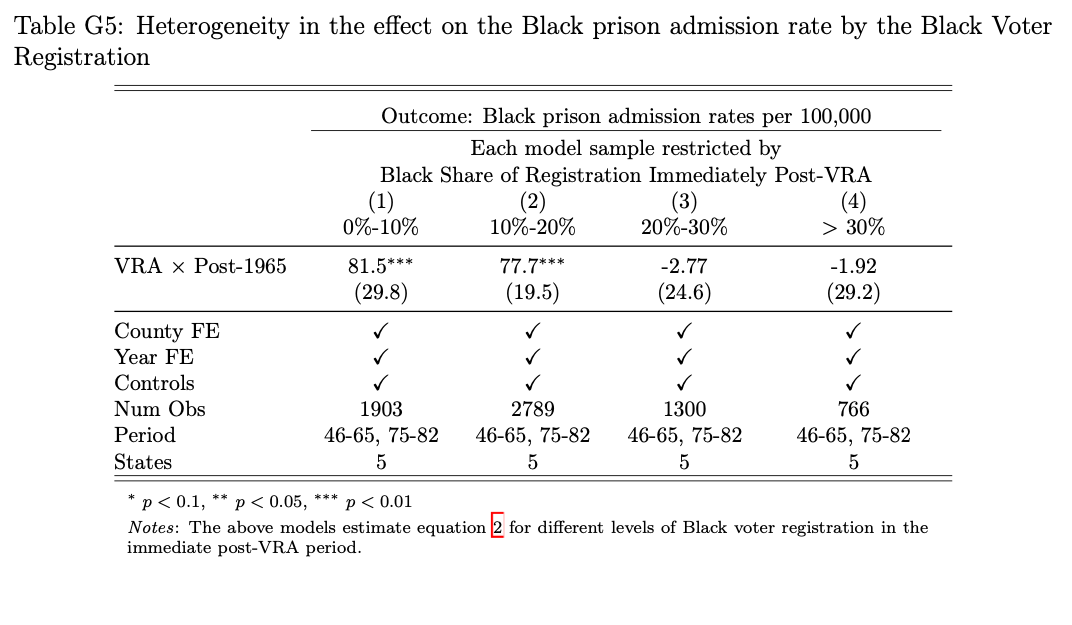 Table G5: Heterogeneity in the effect on the Black prison admission rate by the Black Voter
Registration
Outcome: Black prison admission rates per 100,000
Each model sample restricted by
Black Share of Registration Immediately Post-VRA
(1) (2) (3) (4)
0%-10% 10%-20% 20%-30% > 30%
VRA × Post-1965 81.5*** 77.7*** -2.77 -1.92
(29.8) (19.5) (24.6) (29.2)
County FE ✓ ✓ ✓ ✓
Year FE ✓ ✓ ✓ ✓
Controls ✓ ✓ ✓ ✓
Num Obs 1903 2789 1300 766
Period 46-65, 75-82 46-65, 75-82 46-65, 75-82 46-65, 75-82
States 5 5 5 5
* p < 0.1, ** p < 0.05, *** p < 0.01
Notes: The above models estimate equation 2 for different levels of Black voter registration in the
immediate post-VRA period.